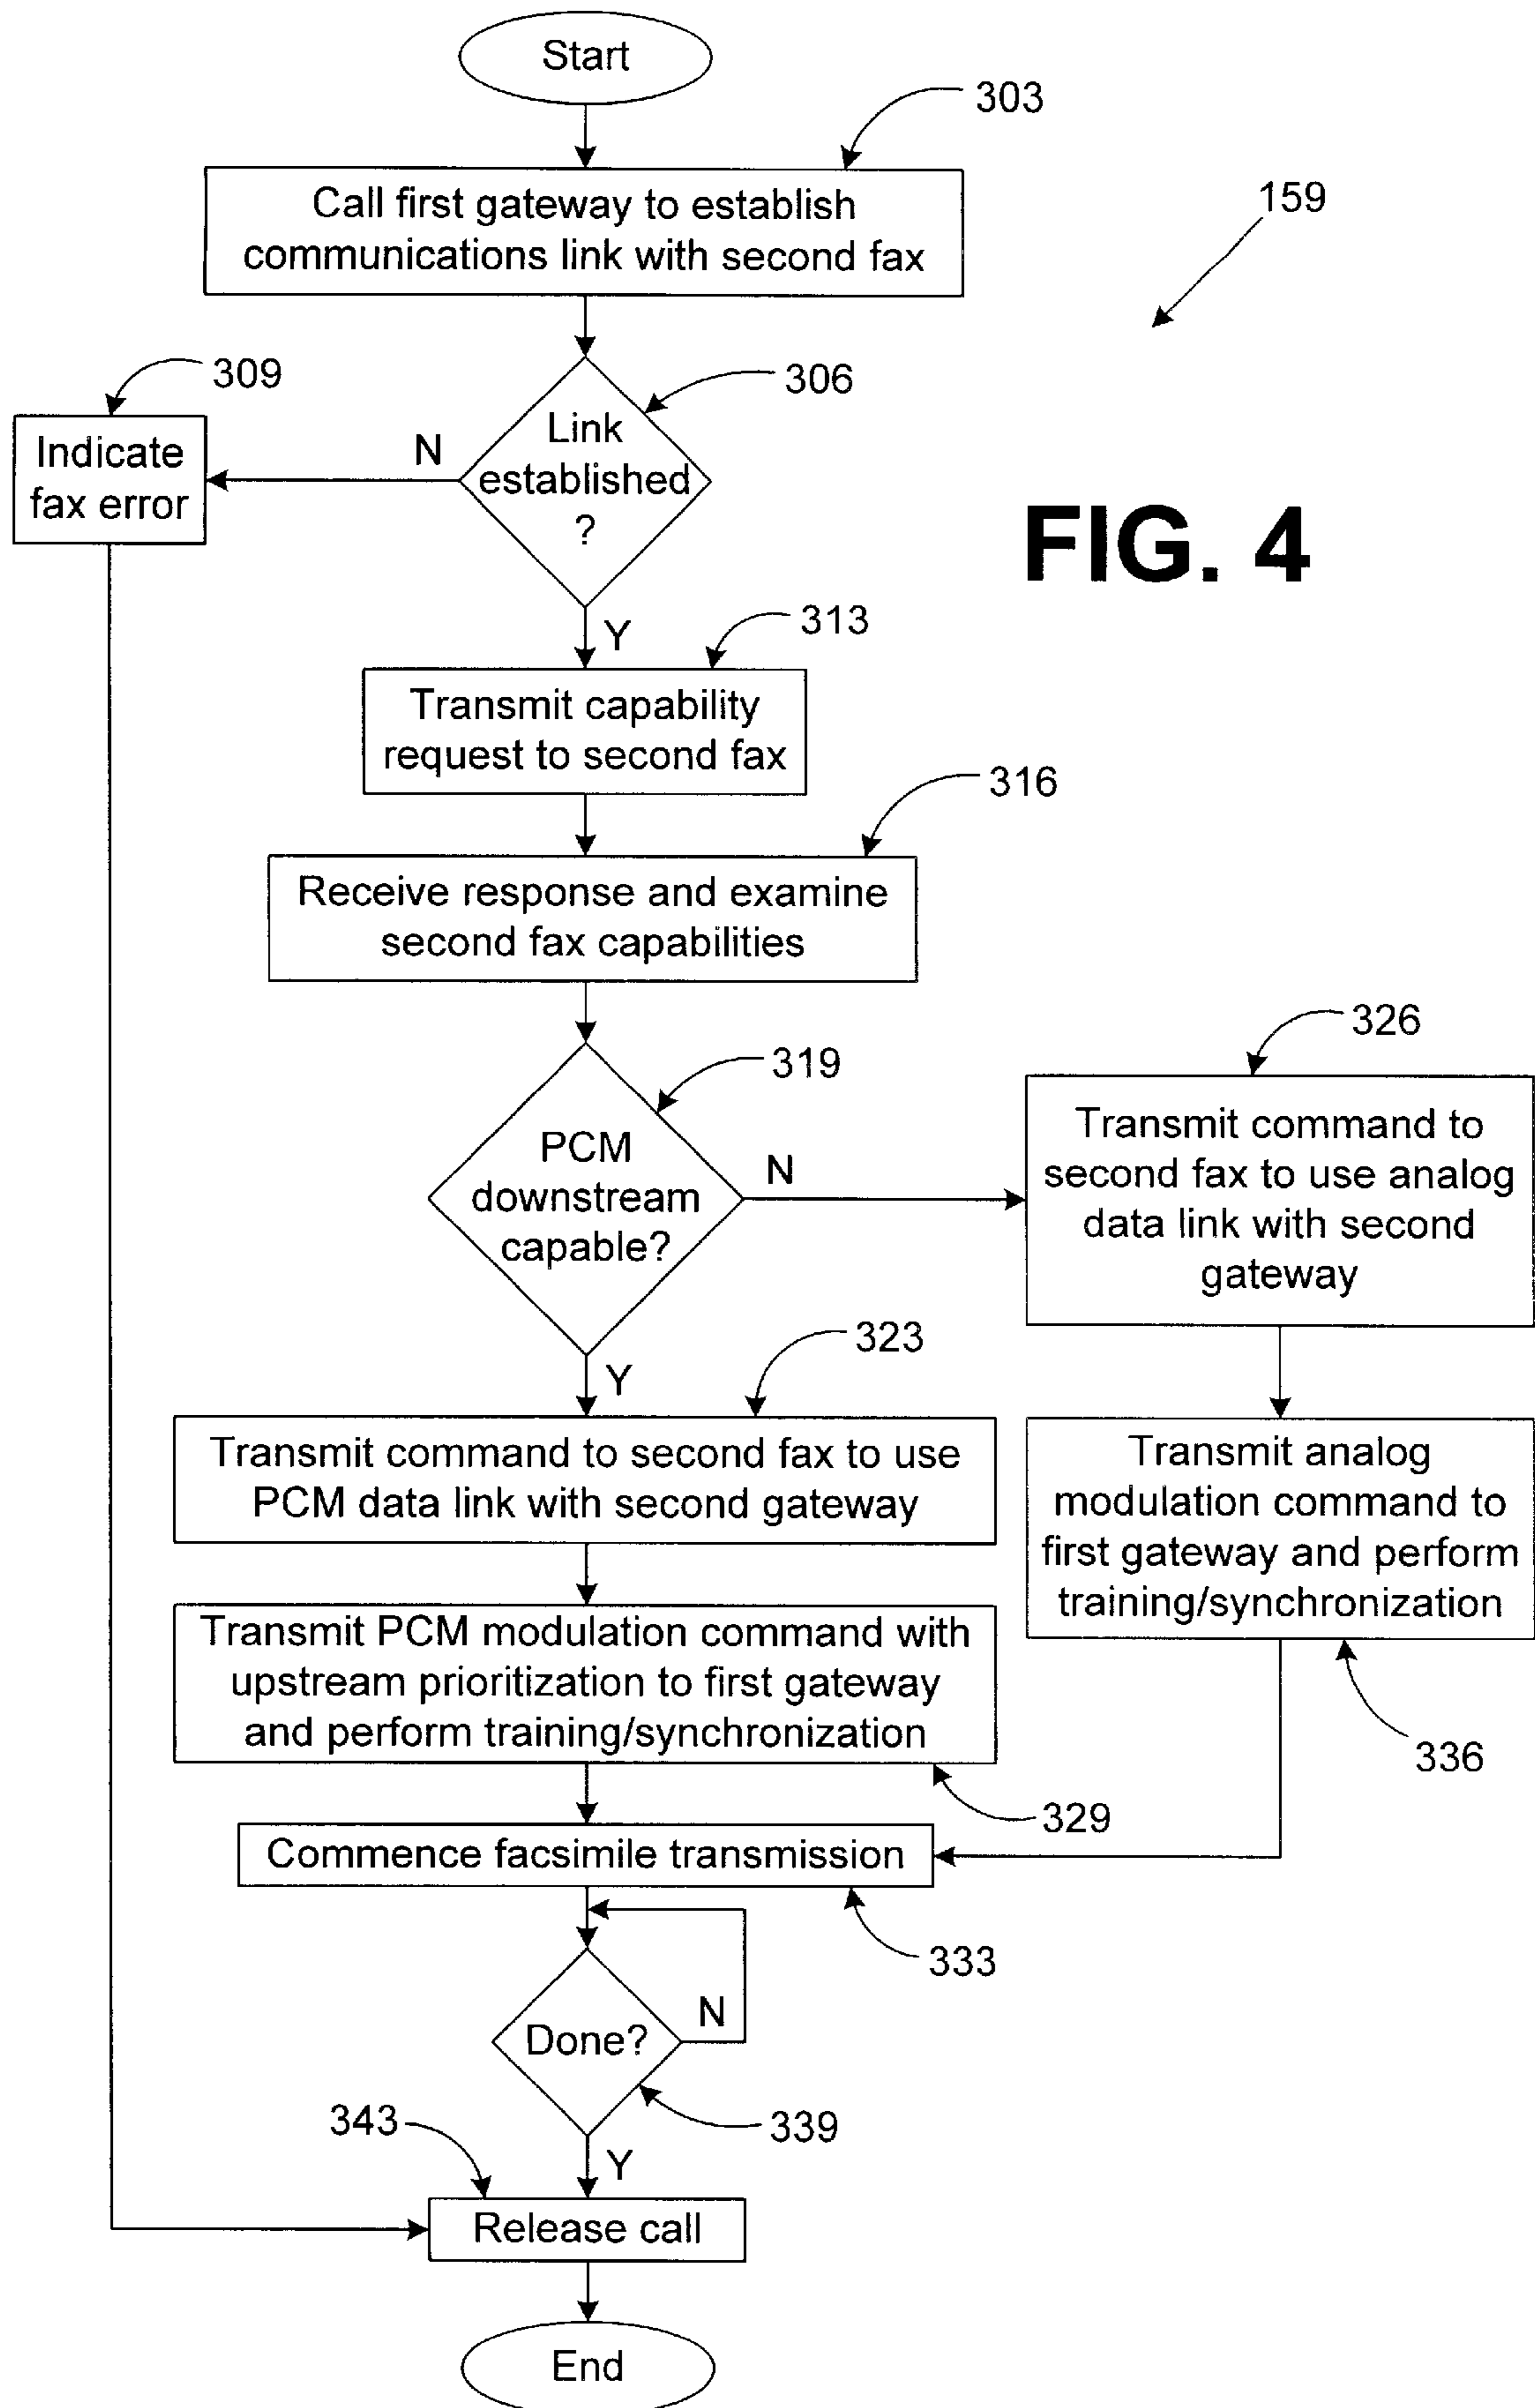 Start
303
Call first gateway to establish
communications link with second fax
159
309
306
Indicate
fax error
N
Link
established
?
FIG. 4
Y
313
Transmit capability
request to second fax
316
Receive response and examine
second fax capabilities
319
326
PCM
downstream
capable?
N
Transmit command to
second fax to use analog
data link with second
gateway
Y
323
Transmit command to second fax to use
PCM data link with second gateway
Transmit analog
modulation command to
first gateway and perform
training/synchronization
336
Transmit PCM modulation command with
upstream prioritization to first gateway
and perform training/synchronization
329
Commence facsimile transmission
333
Done?
N
339
343
Y
Release call
End